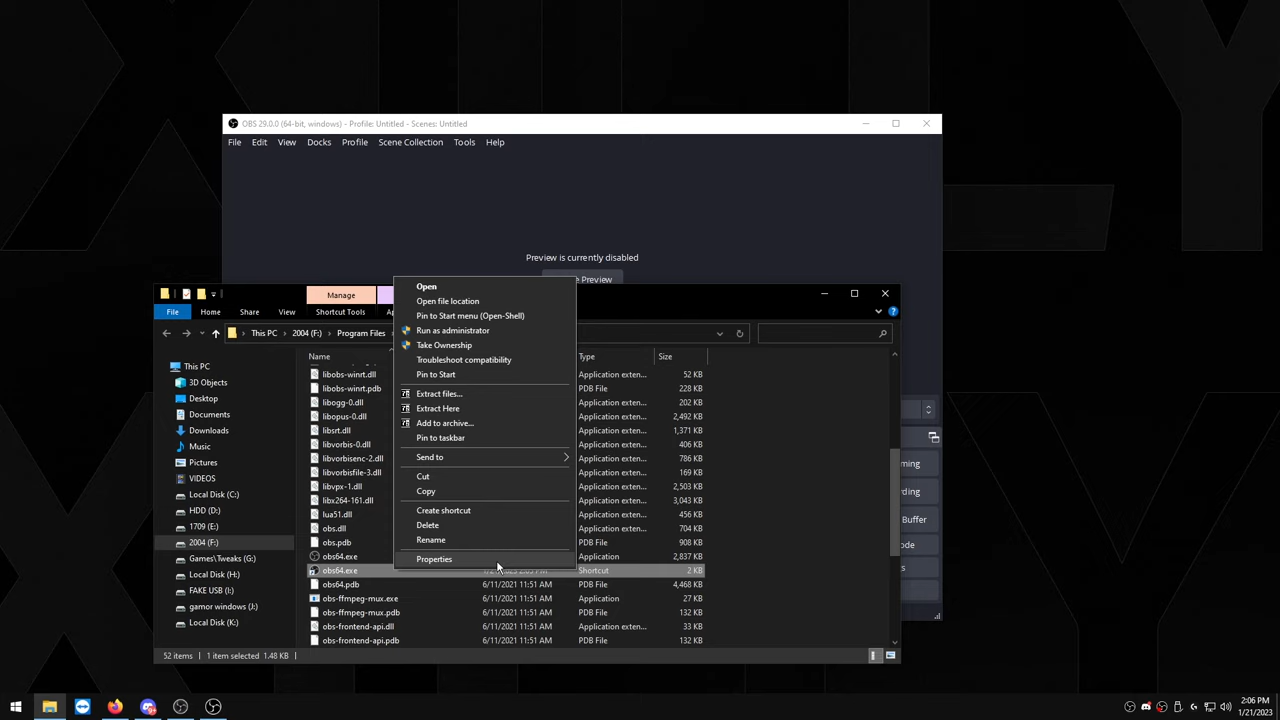 OBS 29.0.0 (64-bit, windows) - Profile: Untitled - Scenes: Untitled
File Edit View Docks Profile Scene Collection Tools Help
Preview is currently disabled
Preview
Manage
File Home Share View Shortcut Tools
This PC 2004 (F:) Program Files
Name Type Size
This PC
3D Objects
Desktop
Documents
Downloads
Music
Pictures
VIDEOS
Local Disk (C:)
HDD (D:)
1709 (E:)
2004 (F:)
Games\Tweaks (G:)
Local Disk (H:)
FAKE USB (I:)
gamor windows (J:)
Local Disk (K:)
libobs-winrt.dll Application exten... 52 KB
libobs-winrt.pdb PDB File 228 KB
libogg-0.dll Application exten... 202 KB
libopus-0.dll Application exten... 2,492 KB
libsrt.dll Application exten... 1,371 KB
libvorbis-0.dll Application exten... 406 KB
libvorbisenc-2.dll Application exten... 786 KB
libvorbisfile-3.dll Application exten... 169 KB
libvpx-1.dll Application exten... 2,503 KB
libx264-161.dll Application exten... 3,043 KB
lua51.dll Application exten... 456 KB
obs.dll Application exten... 704 KB
obs.pdb PDB File 908 KB
obs64.exe Application 2,837 KB
obs64.exe Shortcut 2 KB
obs64.pdb 6/11/2021 11:51 AM PDB File 4,468 KB
obs-ffmpeg-mux.exe 6/11/2021 11:51 AM Application 27 KB
obs-ffmpeg-mux.pdb 6/11/2021 11:51 AM PDB File 132 KB
obs-frontend-api.dll 6/11/2021 11:51 AM Application exten... 33 KB
obs-frontend-api.pdb 6/11/2021 11:51 AM PDB File 132 KB
Open
Open file location
Pin to Start menu (Open-Shell)
Run as administrator
Take Ownership
Troubleshoot compatibility
Pin to Start
Extract files...
Extract Here
Add to archive...
Pin to taskbar
Send to
Cut
Copy
Create shortcut
Delete
Rename
Properties
52 items 1 item selected 1.48 KB
Buffer
2:06 PM
1/21/2023